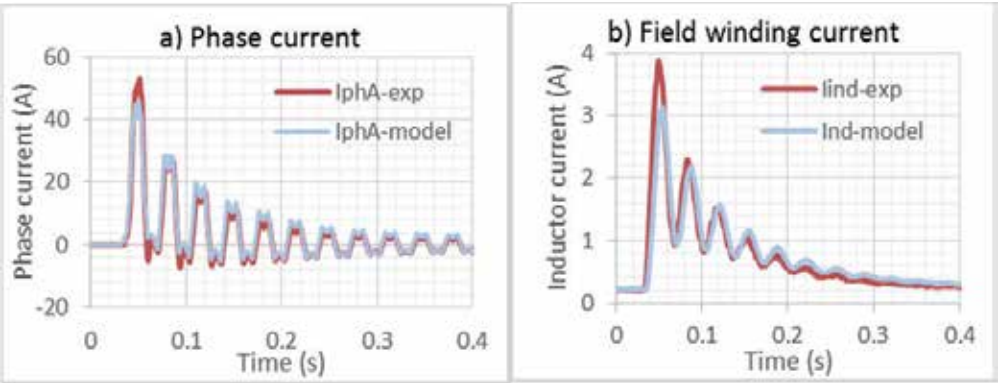 a) Phase current
60
40
20
0
-20
Phase current (A)
IphA-exp
IphA-model
0 0.1 0.2 0.3 0.4
Time (s)
b) Field winding current
4
3
2
1
0
Inductor current (A)
Iind-exp
Ind-model
0 0.1 0.2 0.3 0.4
Time (s)